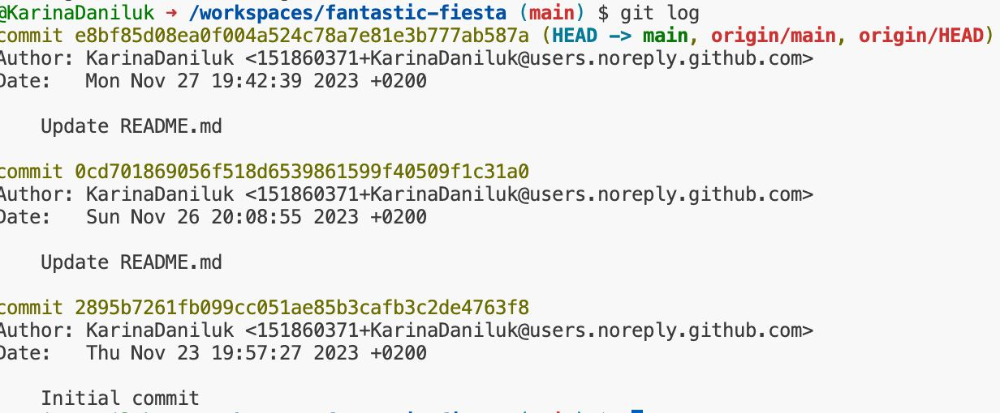 @KarinaDaniluk → /workspaces/fantastic-fiesta (main) $ git log
commit e8bf85d08ea0f004a524c78a7e81e3b777ab587a (HEAD -> main, origin/main, origin/HEAD)
Author: KarinaDaniluk <151860371+KarinaDaniluk@users.noreply.github.com>
Date:   Mon Nov 27 19:42:39 2023 +0200
Update README.md
commit 0cd701869056f518d6539861599f40509f1c31a0
Author: KarinaDaniluk <151860371+KarinaDaniluk@users.noreply.github.com>
Date:   Sun Nov 26 20:08:55 2023 +0200
Update README.md
commit 2895b7261fb099cc051ae85b3cafb3c2de4763f8
Author: KarinaDaniluk <151860371+KarinaDaniluk@users.noreply.github.com>
Date:   Thu Nov 23 19:57:27 2023 +0200
Initial commit